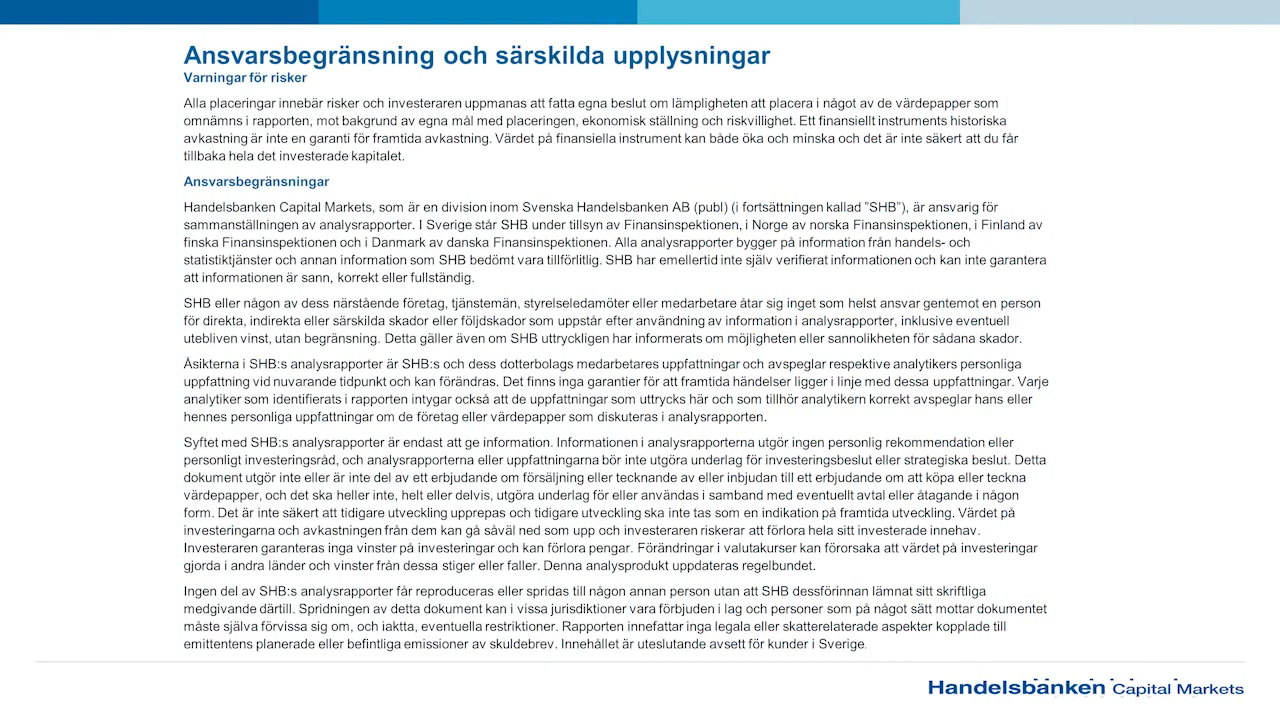 Ansvarsbegränsning och särskilda upplysningar
Varningar för risker
Alla placeringar innebär risker och investeraren uppmanas att fatta egna beslut om lämpligheten att placera i något av de värdepapper som
omnämns i rapporten, mot bakgrund av egna mål med placeringen, ekonomisk ställning och riskvillighet. Ett finansiellt instruments historiska
avkastning är inte en garanti för framtida avkastning. Värdet på finansiella instrument kan både öka och minska och det är inte säkert att du får
tillbaka hela det investerade kapitalet.
Ansvarsbegränsningar
Handelsbanken Capital Markets, som är en division inom Svenska Handelsbanken AB (publ) (i fortsättningen kallad ”SHB”), är ansvarig för
sammanställningen av analysrapporter. I Sverige står SHB under tillsyn av Finansinspektionen, i Norge av norska Finansinspektionen, i Finland av
finska Finansinspektionen och i Danmark av danska Finansinspektionen. Alla analysrapporter bygger på information från handels- och
statistiktjänster och annan information som SHB bedömt vara tillförlitlig. SHB har emellertid inte själv verifierat informationen och kan inte garantera
att informationen är sann, korrekt eller fullständig.
SHB eller någon av dess närstående företag, tjänstemän, styrelseledamöter eller medarbetare åtar sig inget som helst ansvar gentemot en person
för direkta, indirekta eller särskilda skador eller följdskador som uppstår efter användning av information i analysrapporter, inklusive eventuell
utebliven vinst, utan begränsning. Detta gäller även om SHB uttryckligen har informerats om möjligheten eller sannolikheten för sådana skador.
Åsikterna i SHB:s analysrapporter är SHB:s och dess dotterbolags medarbetares uppfattningar och avspeglar respektive analytikers personliga
uppfattning vid nuvarande tidpunkt och kan förändras. Det finns inga garantier för att framtida händelser ligger i linje med dessa uppfattningar. Varje
analytiker som identifierats i rapporten intygar också att de uppfattningar som uttrycks här och som tillhör analytikern korrekt avspeglar hans eller
hennes personliga uppfattningar om de företag eller värdepapper som diskuteras i analysrapporten.
Syftet med SHB:s analysrapporter är endast att ge information. Informationen i analysrapporterna utgör ingen personlig rekommendation eller
personligt investeringsråd, och analysrapporterna eller uppfattningarna bör inte utgöra underlag för investeringsbeslut eller strategiska beslut. Detta
dokument utgör inte eller är inte del av ett erbjudande om försäljning eller tecknande av eller inbjudan till ett erbjudande om att köpa eller teckna
värdepapper, och det ska heller inte, helt eller delvis, utgöra underlag för eller användas i samband med eventuellt avtal eller åtagande i någon
form. Det är inte säkert att tidigare utveckling upprepas och tidigare utveckling ska inte tas som en indikation på framtida utveckling. Värdet på
investeringarna och avkastningen från dem kan gå såväl ned som upp och investeraren riskerar att förlora hela sitt investerade innehav.
Investeraren garanteras inga vinster på investeringar och kan förlora pengar. Förändringar i valutakurser kan förorsaka att värdet på investeringar
gjorda i andra länder och vinster från dessa stiger eller faller. Denna analysprodukt uppdateras regelbundet.
Ingen del av SHB:s analysrapporter får reproduceras eller spridas till någon annan person utan att SHB dessförinnan lämnat sitt skriftliga
medgivande därtill. Spridningen av detta dokument kan i vissa jurisdiktioner vara förbjuden i lag och personer som på något sätt mottar dokumentet
måste själva förvissa sig om, och iaktta, eventuella restriktioner. Rapporten innefattar inga legala eller skatterelaterade aspekter kopplade till
emittentens planerade eller befintliga emissioner av skuldebrev. Innehållet är uteslutande avsett för kunder i Sverige.
Handelsbanken Capital Markets